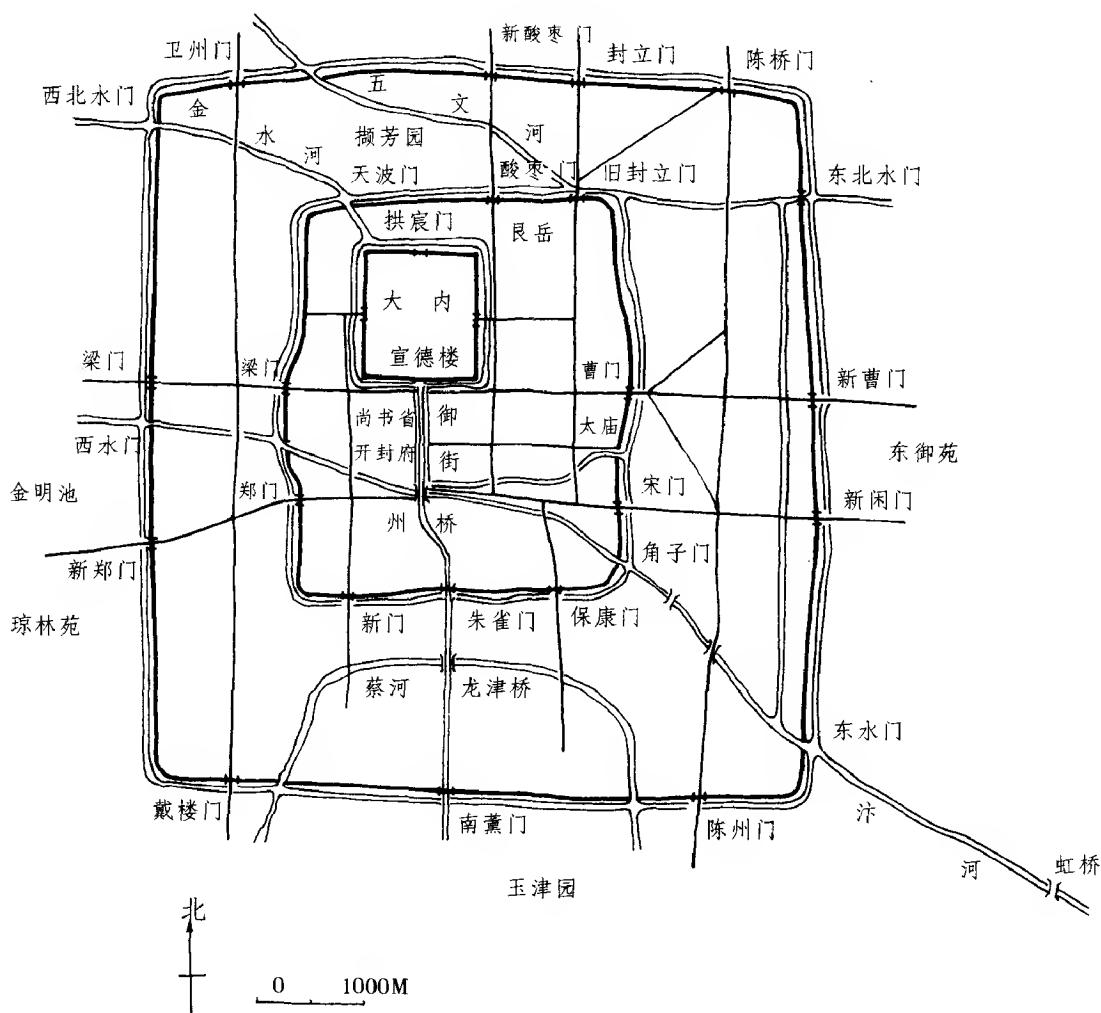 新酸枣门
卫州门
封立门
陈桥门
西北水门
金水河
五文河
撷芳园
天波门
酸枣门
旧封立门
东北水门
拱宸门
艮岳
大内
宣德楼
梁门
梁门
曹门
新曹门
尚书省
御街
太庙
西水门
开封府
东御苑
金明池
郑门
宋门
新闲门
州桥
新郑门
角子门
琼林苑
新门
朱雀门
保康门
蔡河
龙津桥
东水门
戴楼门
南薰门
陈州门
汴河
虹桥
玉津园
北
0 1000M